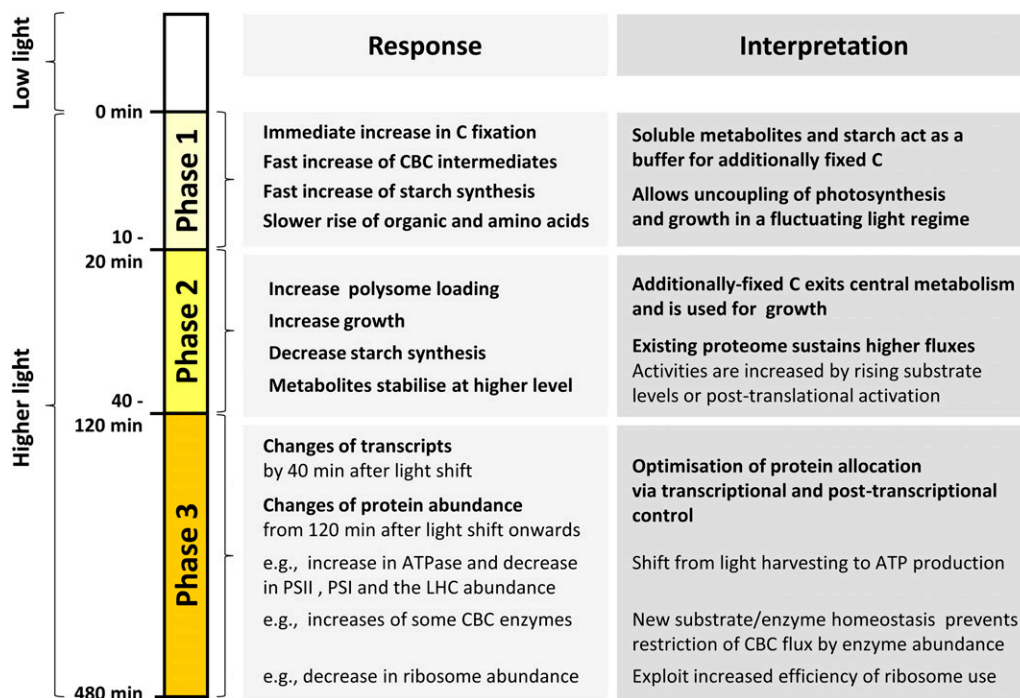 Low light
Response
Interpretation
0 min
Higher light
Phase 1
Immediate increase in C fixation
Fast increase of CBC intermediates
Fast increase of starch synthesis
Slower rise of organic and amino acids
Soluble metabolites and starch act as a
buffer for additionally fixed C
Allows uncoupling of photosynthesis
and growth in a fluctuating light regime
10 -
20 min
Phase 2
Increase polysome loading
Increase growth
Decrease starch synthesis
Metabolites stabilise at higher level
Additionally-fixed C exits central metabolism
and is used for growth
Existing proteome sustains higher fluxes
Activities are increased by rising substrate
levels or post-translational activation
40 -
120 min
Phase 3
Changes of transcripts
by 40 min after light shift
Changes of protein abundance
from 120 min after light shift onwards
e.g., increase in ATPase and decrease
in PSII , PSI and the LHC abundance
e.g., increases of some CBC enzymes
e.g., decrease in ribosome abundance
Optimisation of protein allocation
via transcriptional and post-transcriptional
control
Shift from light harvesting to ATP production
New substrate/enzyme homeostasis prevents
restriction of CBC flux by enzyme abundance
Exploit increased efficiency of ribosome use
480 min